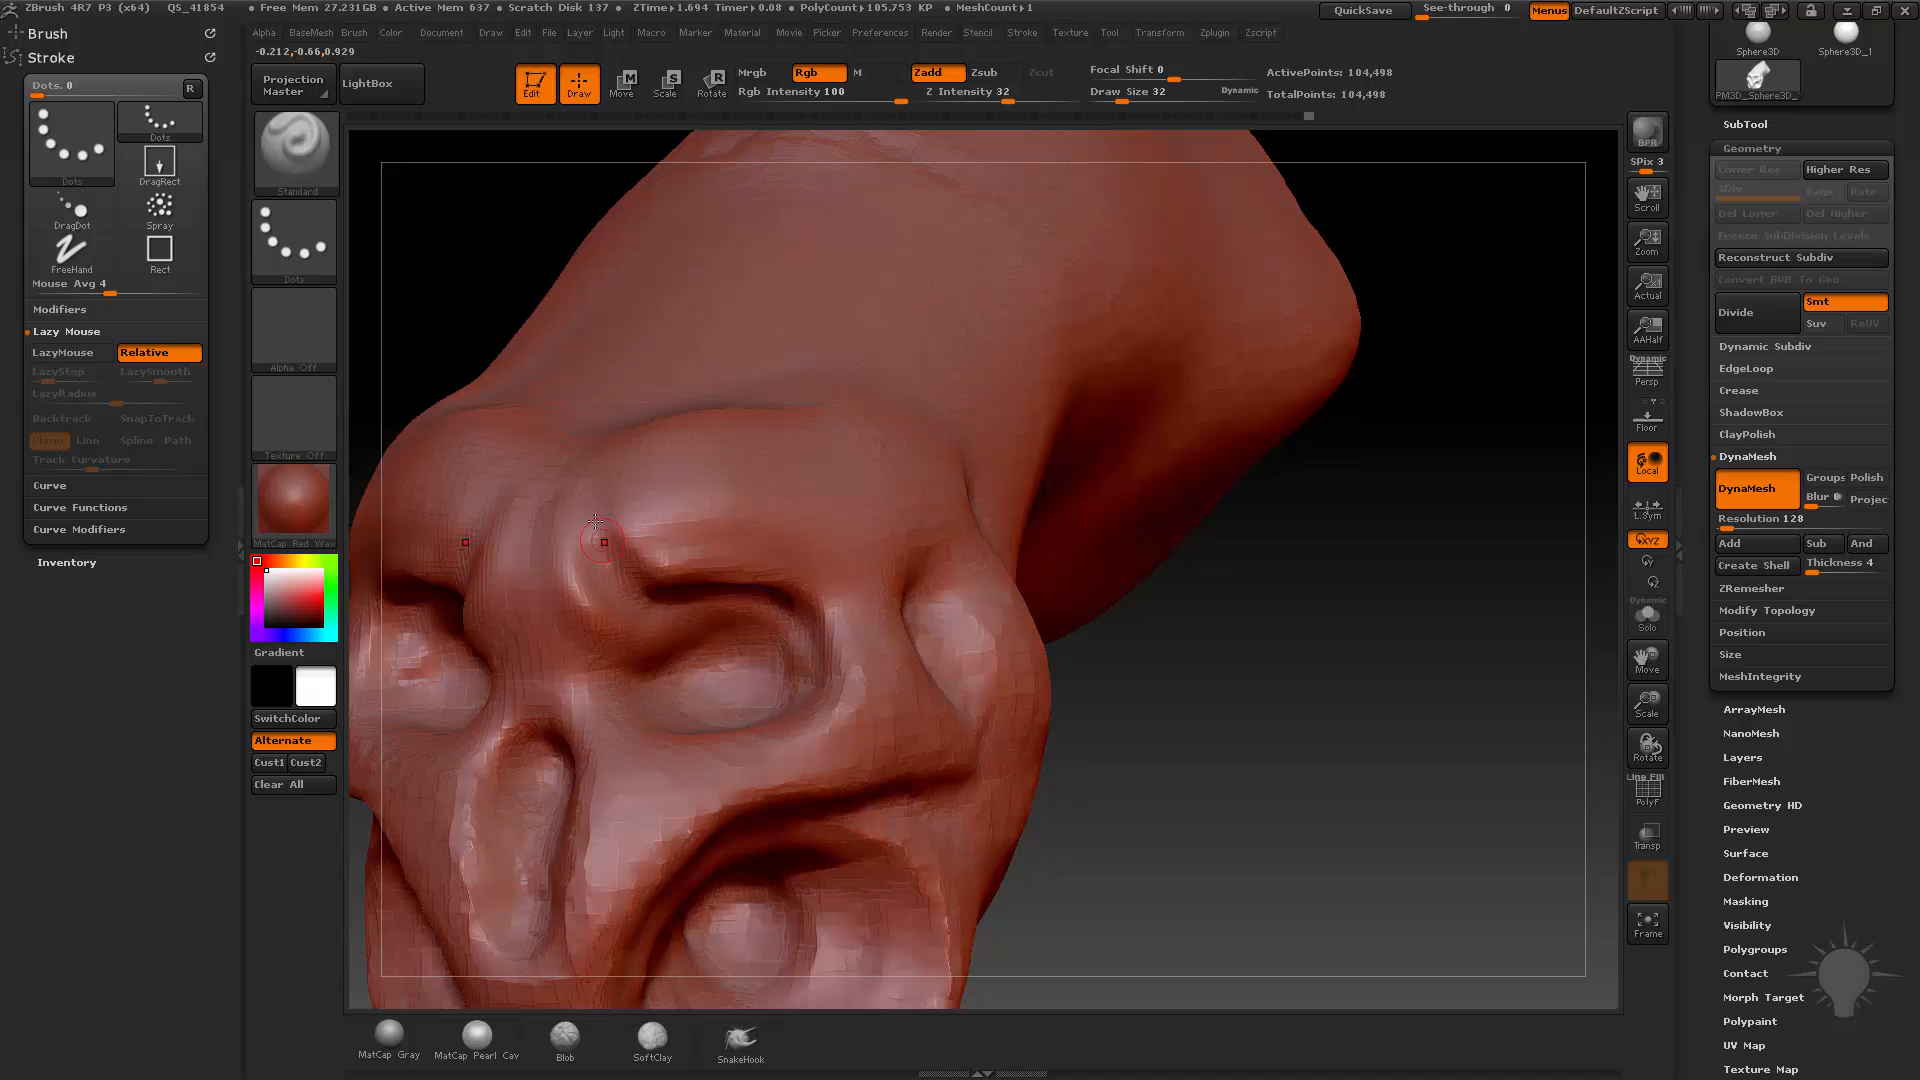 ZBrush 4R7 P3 (x64) QS_41854 • Free Mem 27.231GB • Active Mem 637 • Scratch Disk 137 • ZTime▸1.694 Timer▸0.08 • PolyCount▸105.753 KP • MeshCount▸1 QuickSave See-through 0 Menus DefaultZScript
Alpha BaseMesh Brush Color Document Draw Edit File Layer Light Macro Marker Material Movie Picker Preferences Render Stencil Stroke Texture Tool Transform Zplugin Zscript
-0.212,-0.66,0.929
Brush
Stroke
Dots. 0 R
Dots
Dots
DragRect
DragDot Spray
FreeHand Rect
Mouse Avg 4
Modifiers
Lazy Mouse
LazyMouse Relative
LazyStep LazySmooth
LazyRadius
Backtrack SnapToTrack
Plane Line Spline Path
Track Curvature
Curve
Curve Functions
Curve Modifiers
Inventory
Projection Master
LightBox
Edit Draw Move Scale Rotate
Mrgb Rgb M
Rgb Intensity 100
Zadd Zsub Zcut
Z Intensity 32
Focal Shift 0
Draw Size 32 Dynamic
ActivePoints: 104,498
TotalPoints: 104,498
Standard
Dots
Alpha Off
Texture Off
MatCap Red Wax
Gradient
SwitchColor
Alternate
Cust1 Cust2
Clear All
MatCap Gray MatCap Pearl Cav Blob SoftClay SnakeHook
BPR
SPix 3
Scroll
Zoom
Actual
AAHalf
Dynamic
Persp
Floor
Local
L.Sym
XYZ
Y
Z
Dynamic
Solo
Move
Scale
Rotate
Line Fill
PolyF
Transp
Frame
Sphere3D Sphere3D_1
PM3D_Sphere3D_
SubTool
Geometry
Lower Res Higher Res
SDiv Cage Rstr
Del Lower Del Higher
Freeze SubDivision Levels
Reconstruct Subdiv
Convert BPR To Geo
Divide Smt
Suv ReUV
Dynamic Subdiv
EdgeLoop
Crease
ShadowBox
ClayPolish
DynaMesh
DynaMesh Groups Polish
Blur Projec
Resolution 128
Add Sub And
Create Shell Thickness 4
ZRemesher
Modify Topology
Position
Size
MeshIntegrity
ArrayMesh
NanoMesh
Layers
FiberMesh
Geometry HD
Preview
Surface
Deformation
Masking
Visibility
Polygroups
Contact
Morph Target
Polypaint
UV Map
Texture Map